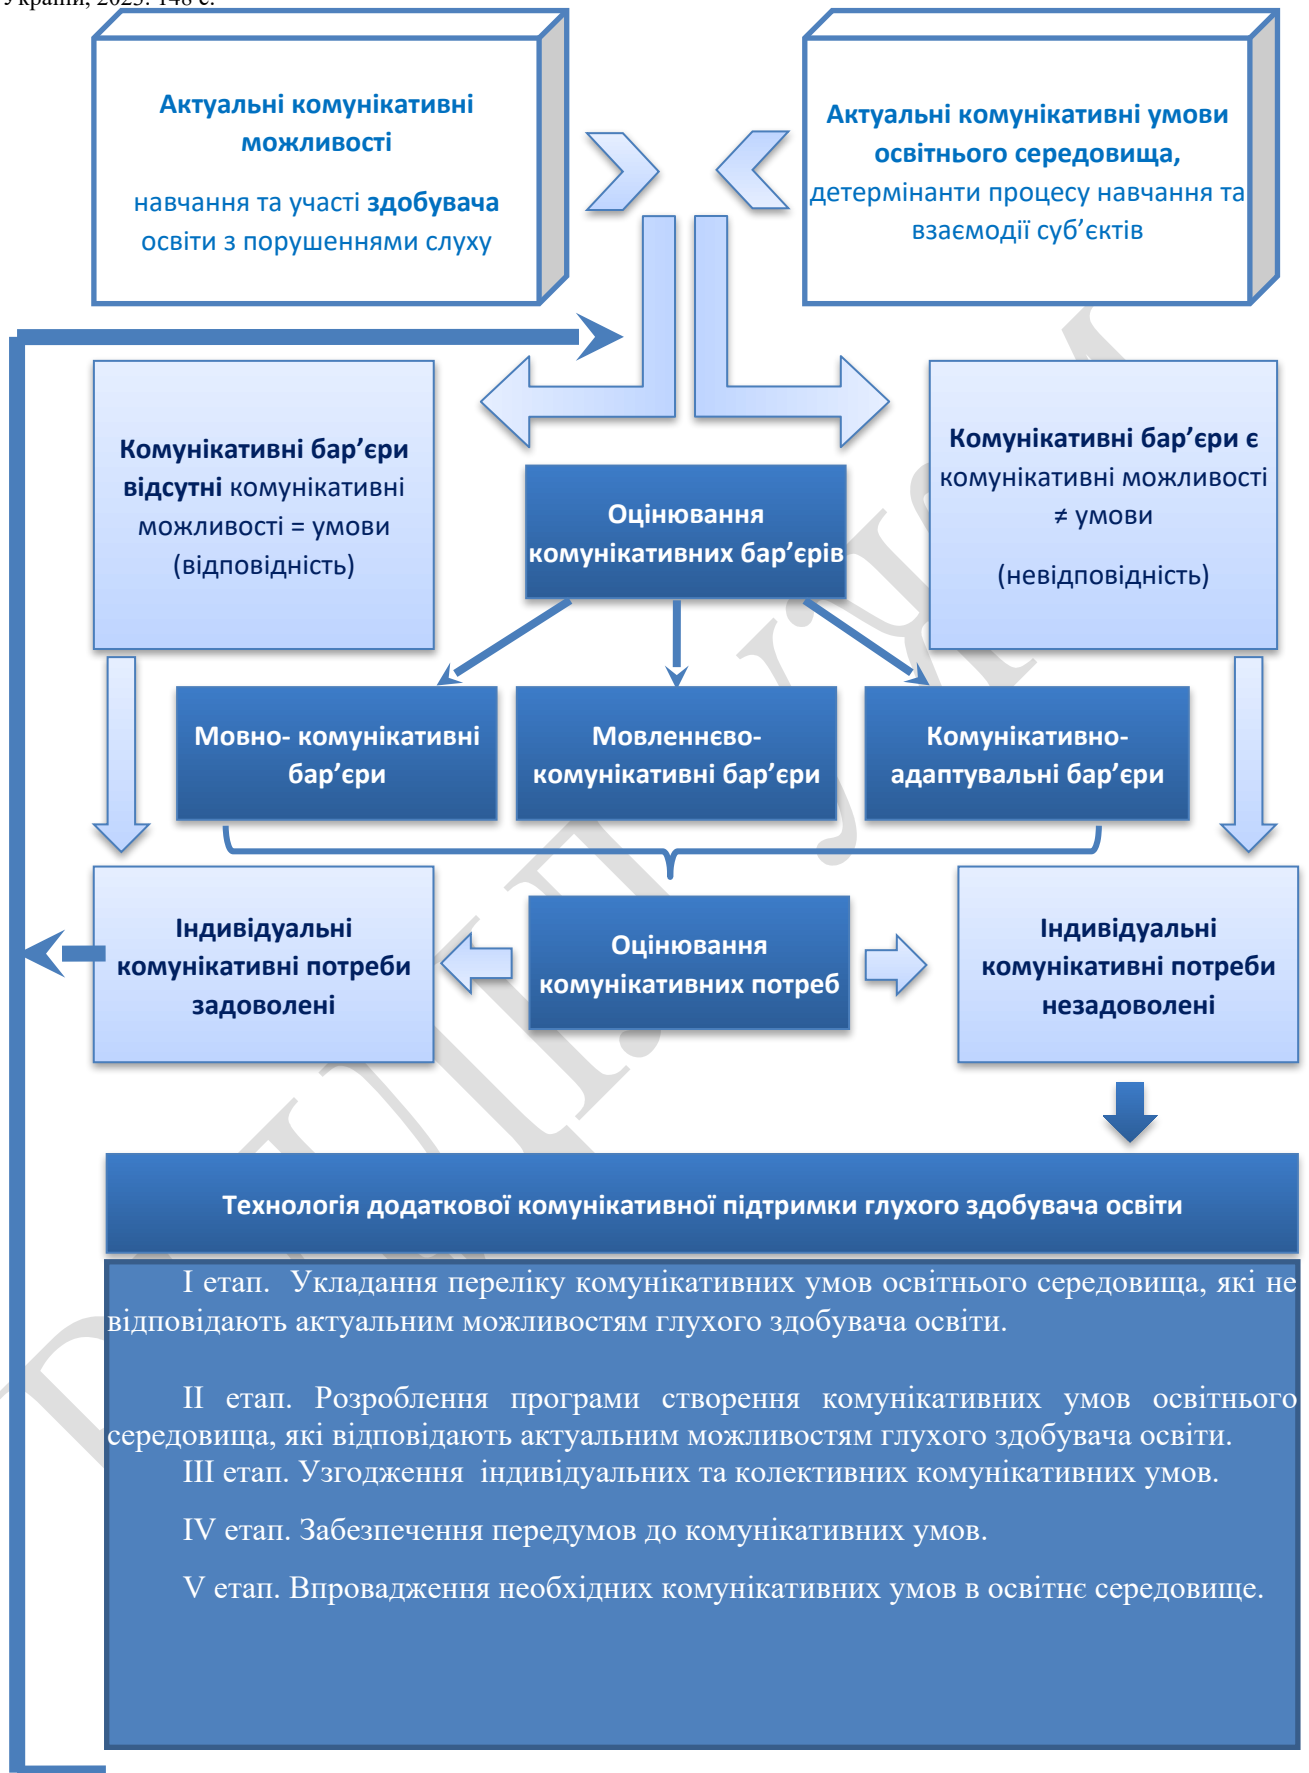 України, 2023. 148 с.
Актуальні комунікативні
можливості
навчання та участі здобувача
освіти з порушеннями слуху
Актуальні комунікативні умови
освітнього середовища,
детермінанти процесу навчання та
взаємодії суб’єктів
Комунікативні бар’єри
відсутні комунікативні
можливості = умови
(відповідність)
Оцінювання
комунікативних бар’єрів
Комунікативні бар’єри є
комунікативні можливості
≠ умови
(невідповідність)
Мовно- комунікативні
бар’єри
Мовленнєво-
комунікативні бар’єри
Комунікативно-
адаптувальні бар’єри
Індивідуальні
комунікативні потреби
задоволені
Оцінювання
комунікативних потреб
Індивідуальні
комунікативні потреби
незадоволені
Технологія додаткової комунікативної підтримки глухого здобувача освіти
І етап. Укладання переліку комунікативних умов освітнього середовища, які не
відповідають актуальним можливостям глухого здобувача освіти.
ІІ етап. Розроблення програми створення комунікативних умов освітнього
середовища, які відповідають актуальним можливостям глухого здобувача освіти.
ІІІ етап. Узгодження індивідуальних та колективних комунікативних умов.
ІV етап. Забезпечення передумов до комунікативних умов.
V етап. Впровадження необхідних комунікативних умов в освітнє середовище.